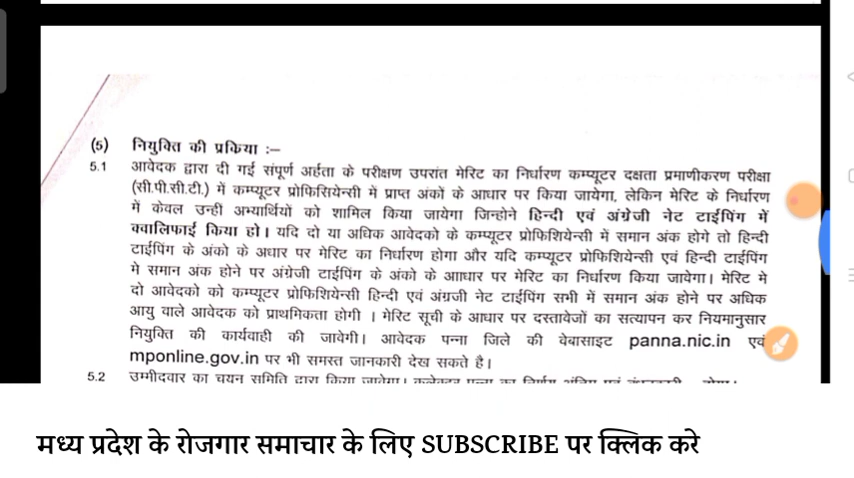 (5) नियुक्ति की प्रकिया :–
5.1 आवेदक द्वारा दी गई संपूर्ण अर्हता के परीक्षण उपरांत मेरिट का निर्धारण कम्प्यूटर दक्षता प्रमाणीकरण परीक्षा
(सी.पी.सी.टी.) में कम्प्यूटर प्रोफिसियेन्सी में प्राप्त अंकों के आधार पर किया जायेगा, लेकिन मेरिट के निर्धारण
में केवल उन्हीं अभ्यार्थियों को शामिल किया जायेगा जिन्होने हिन्दी एवं अंग्रेजी नेट टाईपिंग में
क्वालिफाई किया हो। यदि दो या अधिक आवेदको के कम्प्यूटर प्रोफिशियेन्सी में समान अंक होगे तो हिन्दी
टाईपिंग के अंको के अधार पर मेरिट का निर्धारण होगा और यदि कम्प्यूटर प्रोफिशियेन्सी एवं हिन्दी टाईपिंग
मे समान अंक होने पर अंग्रेजी टाईपिंग के अंको के आाधार पर मेरिट का निर्धारण किया जावेगा। मेरिट मे
दो आवेदको को कम्प्यूटर प्रोफिशियेन्सी हिन्दी एवं अंग्रजी नेट टाईपिंग सभी में समान अंक होने पर अधिक
आयु वाले आवेदक को प्राथमिकता होगी । मेरिट सूची के आधार पर दस्तावेजों का सत्यापन कर नियमानुसार
नियुक्ति की कार्यवाही की जावेगी। आवेदक पन्ना जिले की वेबासाइट panna.nic.in एवं
mponline.gov.in पर भी समस्त जानकारी देख सकते है।
5.2 उम्मीदवार का चयन समिति द्वारा किया जावेगा। कलेक्टर पन्ना का निर्णय अंतिम एवं
मध्य प्रदेश के रोजगार समाचार के लिए SUBSCRIBE पर क्लिक करे